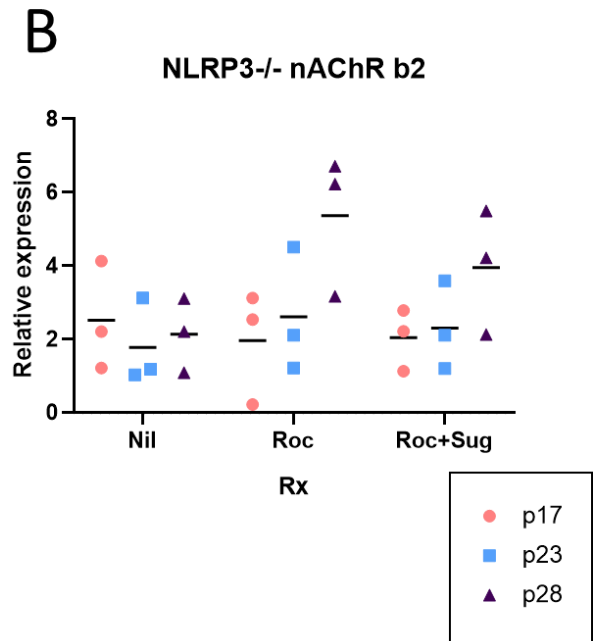 B
NLRP3-/- nAChR b2
Relative expression
8
6
4
2
0
Nil Roc Roc+Sug
Rx
p17
p23
p28